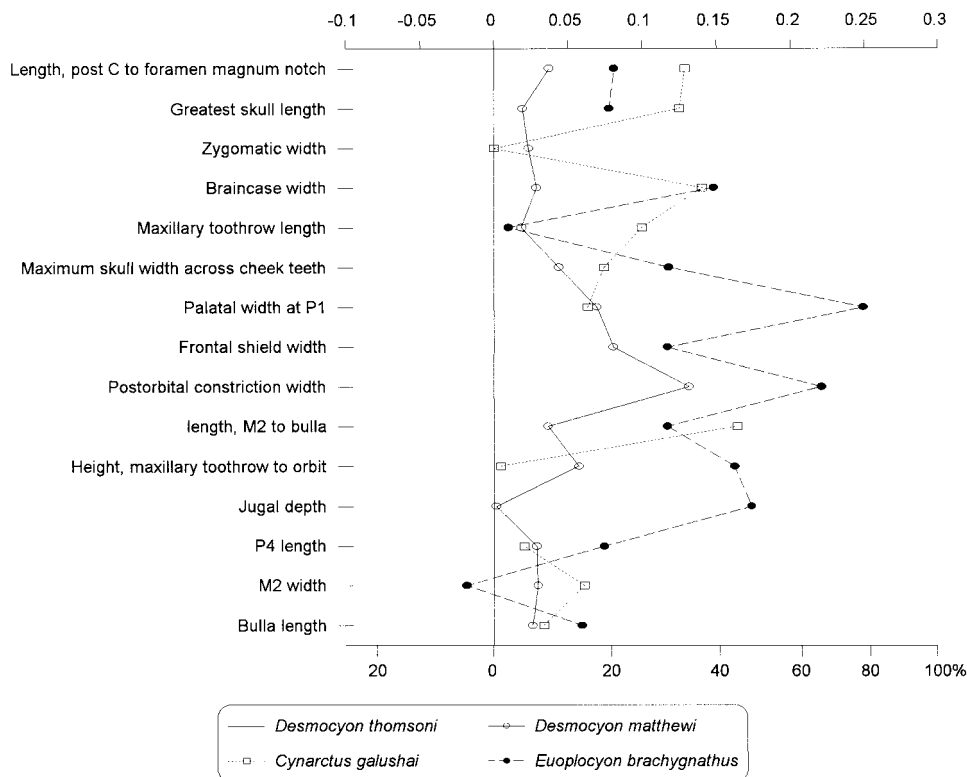 -0.1 0 0.05 0.1 0.15 0.2 0.25 0.3
Length, post C to foramen magnum notch
Greatest skull length
Zygomatic width
Braincase width
Maxillary toothrow length
Maximum skull width across cheek teeth
Palatal width at P1
Frontal shield width
Postorbital constriction width
length, M2 to bulla
Height, maxillary toothrow to orbit
Jugal depth
P4 length
M2 width
Bulla length
20 0 20 40 60 80 100%
Desmocyon thomsoni Desmocyon matthewi
Cynarctus galushai Euoplocyon brachygnathus